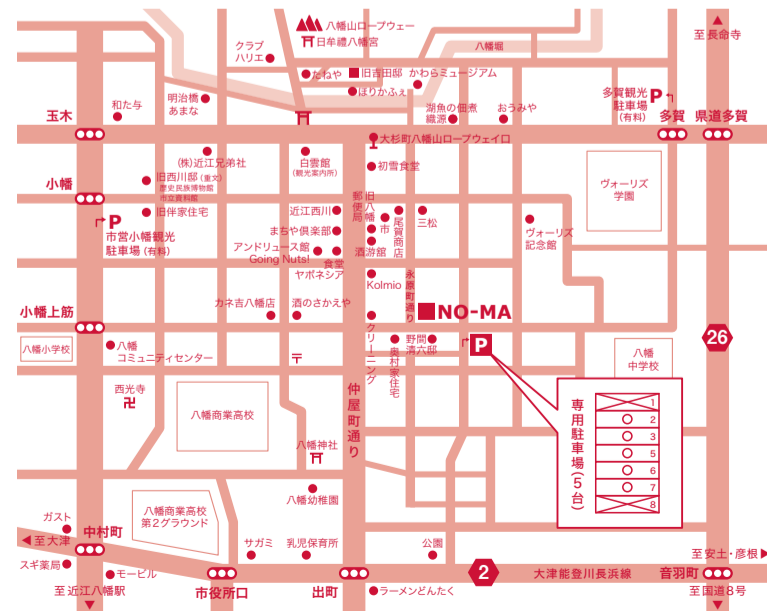 八幡山ロープウェー
日牟禮八幡宮
八幡堀
至長命寺
クラブ
ハリエ
たねや
旧吉田邸
かわらミュージアム
ほりかふぇ
明治橋
あまな
和た与
湖魚の佃煮
織源
おうみや
多賀観光
駐車場
(有料)
P
玉木
多賀
県道多賀
大杉町八幡山ロープウェイ口
(株)近江兄弟社
白雲館
(観光案内所)
初雪食堂
小幡
旧西川邸(重文)
歴史民族博物館
市立資料館
旧伴家住宅
P
市営小幡観光
駐車場(有料)
ヴォーリズ
学園
近江西川
まちや倶楽部
アンドリュース館
Going Nuts!
食堂
ヤポネシア
旧八幡
郵便局
市
酒游館
尾賀商店
三松
ヴォーリズ
記念館
Kolmio
永原町通り
カネ吉八幡店
酒のさかえや
NO-MA
小幡上筋
八幡小学校
八幡
コミュニティセンター
〒
クリーニング
奥村家住宅
野間
清六邸
P
26
八幡
中学校
西光寺
卍
八幡商業高校
仲屋町通り
専用駐車場(5台)
1
2
3
5
6
7
8
八幡神社
八幡幼稚園
八幡商業高校
第2グラウンド
ガスト
至大津
中村町
スギ薬局
モービル
至近江八幡駅
サガミ
乳児保育所
公園
市役所口
出町
ラーメンどんたく
2
大津能登川長浜線
音羽町
至安土・彦根
至国道8号